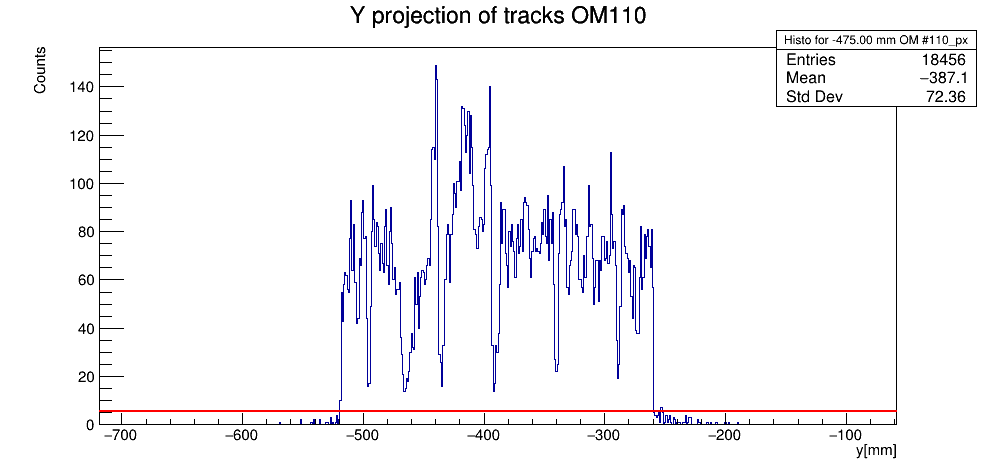 Y projection of tracks OM110
Histo for -475.00 mm OM #110_px
Entries 18456
Mean −387.1
Std Dev 72.36
Counts
140
120
100
80
60
40
20
0
−700 −600 −500 −400 −300 −200 −100
y[mm]